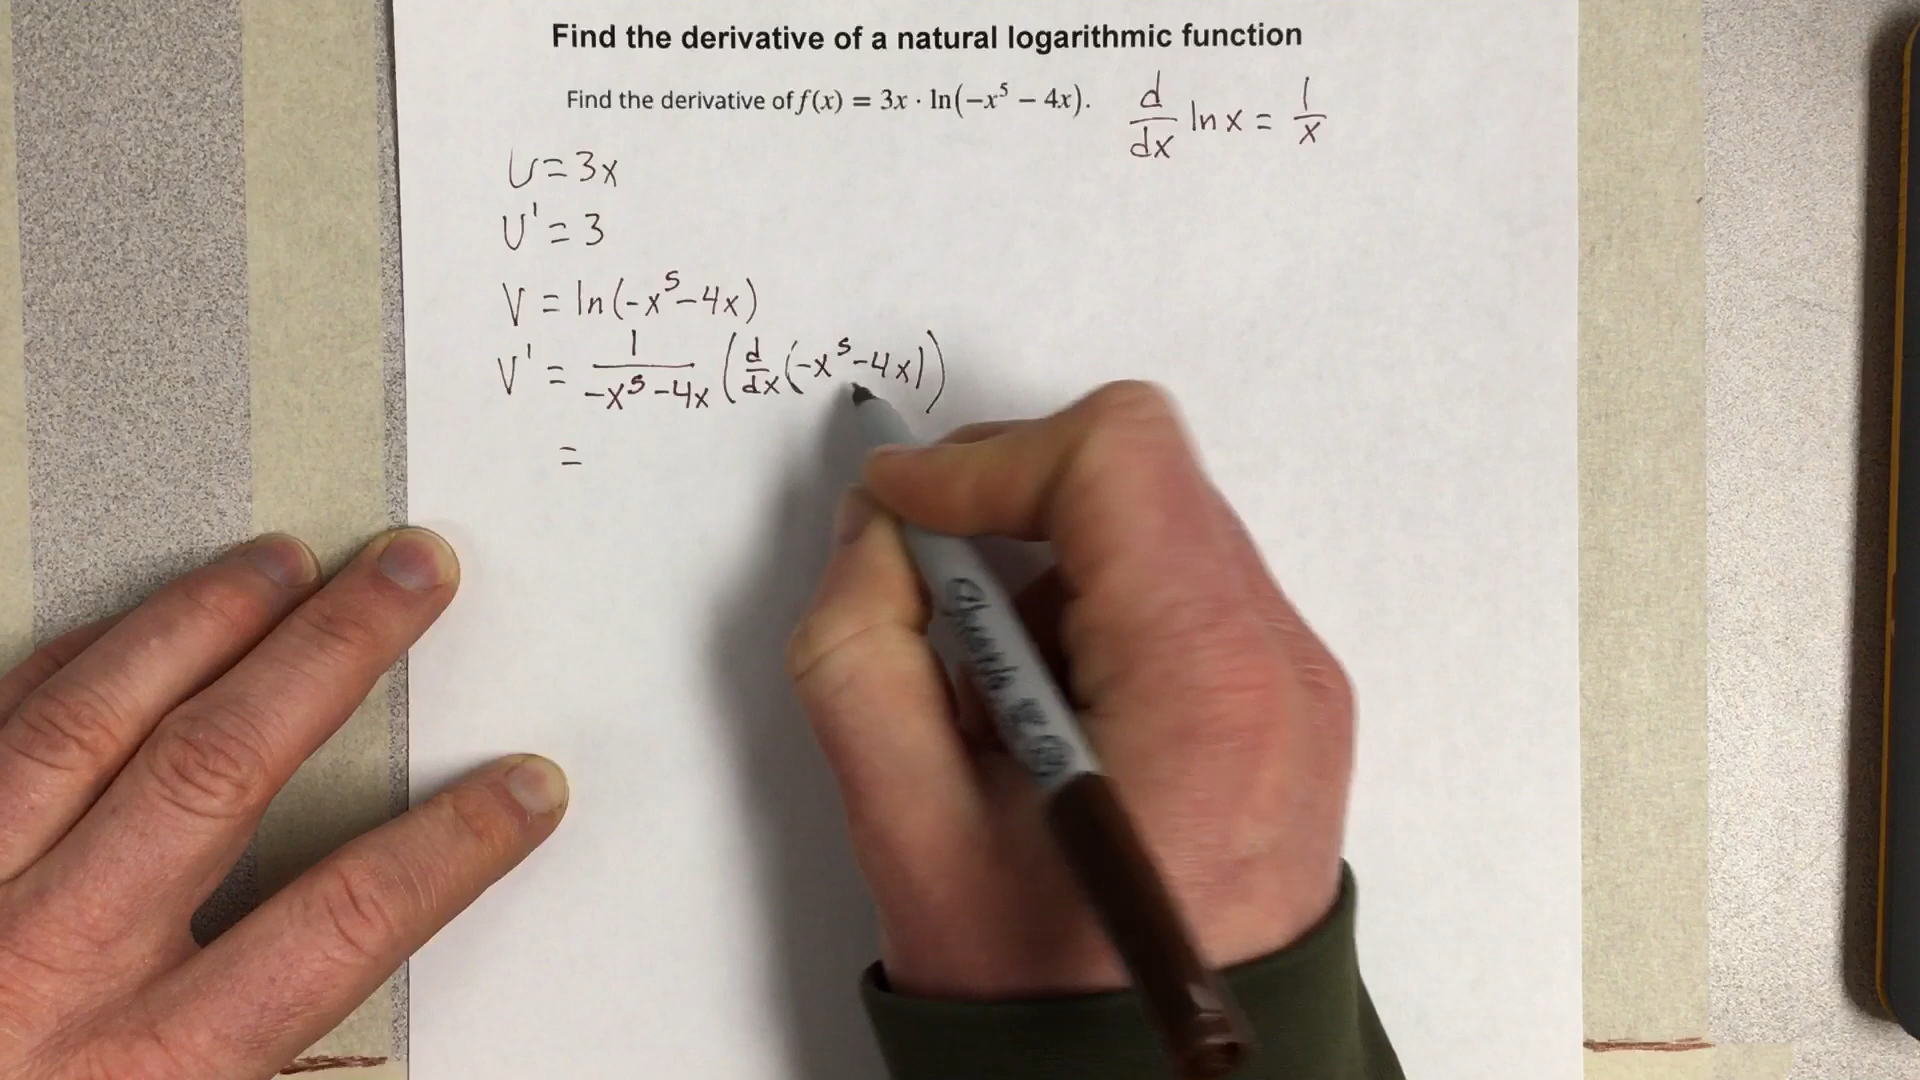 Find the derivative of a natural logarithmic function
Find the derivative of f(x) = 3x · ln(−x⁵ − 4x).
d/dx ln x = 1/x
U = 3x
U' = 3
V = ln(-x⁵-4x)
V' = 1/(-x⁵-4x) (d/dx(-x⁵-4x))
=